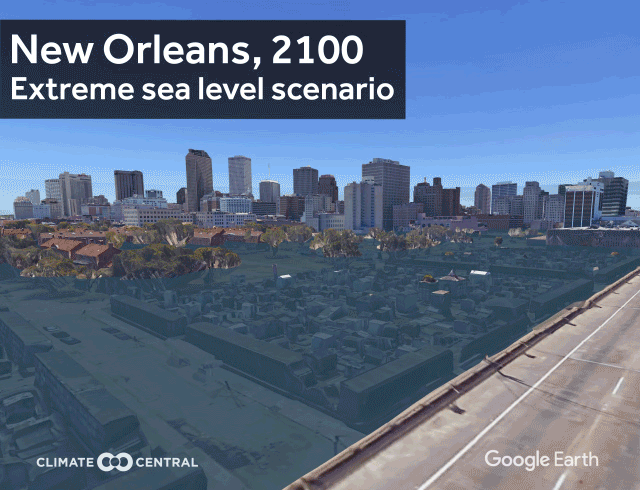 New Orleans, 2100
Extreme sea level scenario
CLIMATE CENTRAL
Google Earth